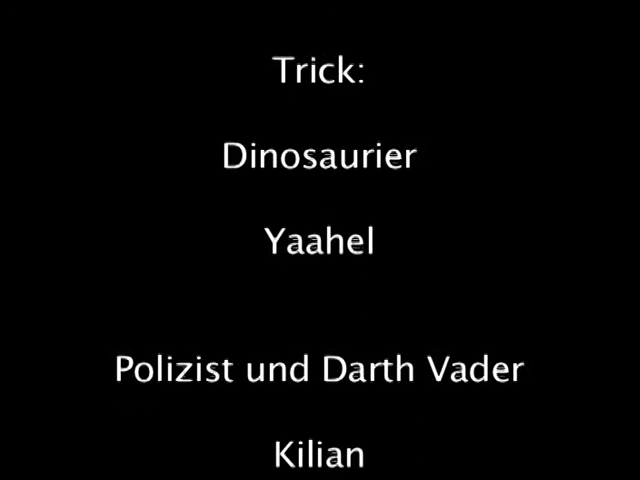 Trick:
Dinosaurier
Yaahel
Polizist und Darth Vader
Kilian